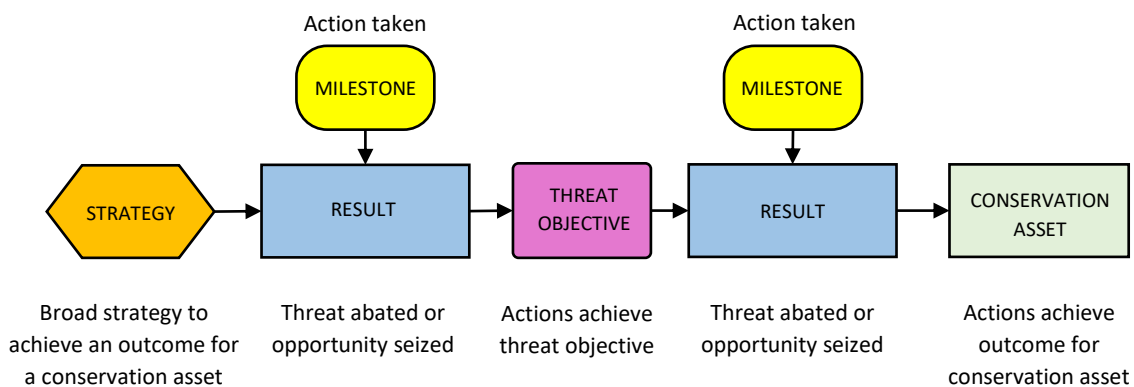 Action taken
Action taken
MILESTONE
MILESTONE
STRATEGY
RESULT
THREAT
OBJECTIVE
RESULT
CONSERVATION
ASSET
Broad strategy to
achieve an outcome for
a conservation asset
Threat abated or
opportunity seized
Actions achieve
threat objective
Threat abated or
opportunity seized
Actions achieve
outcome for
conservation asset